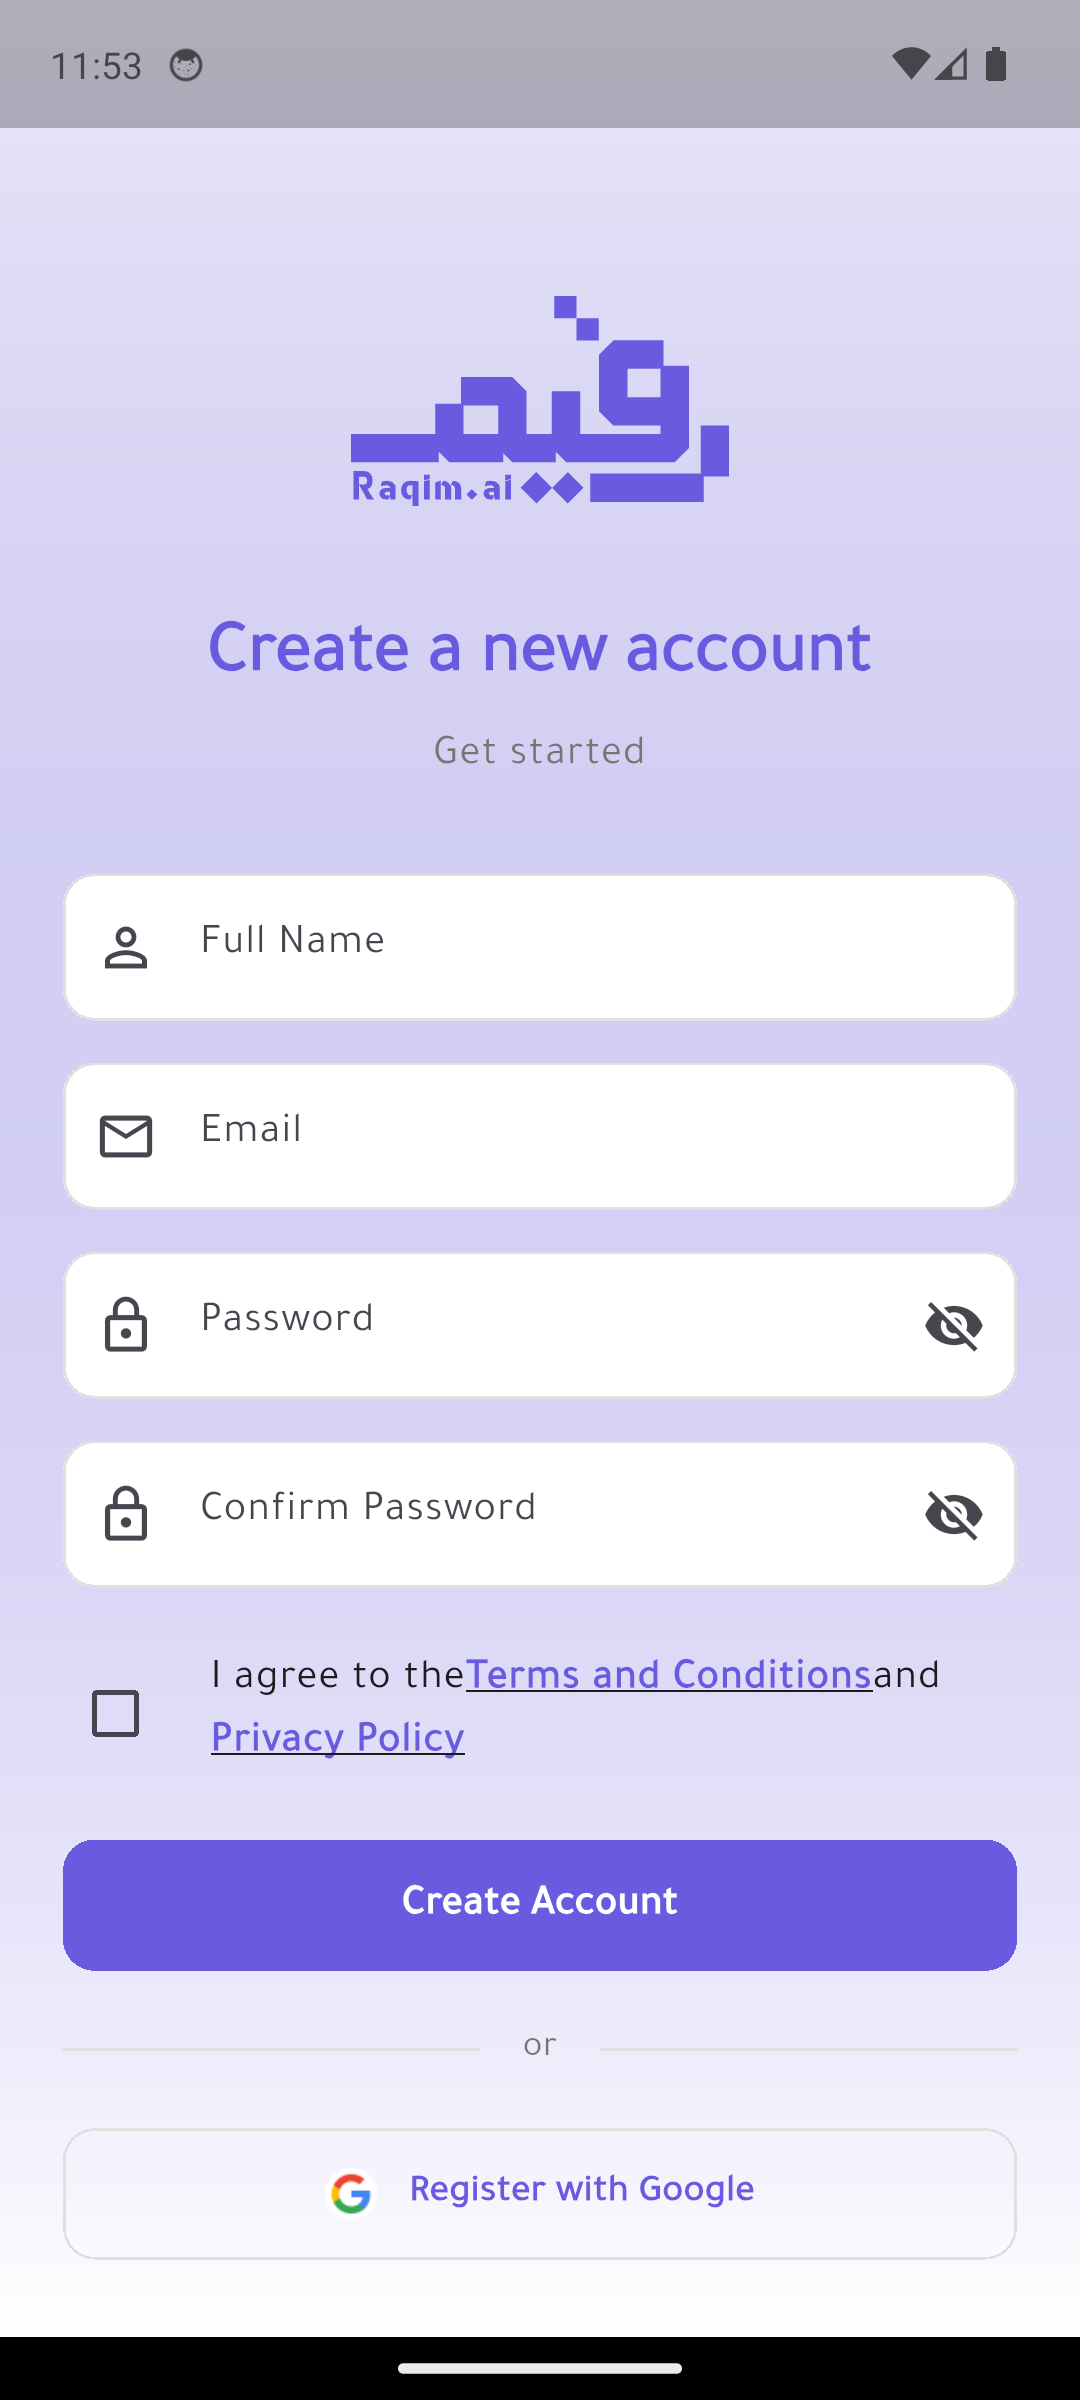 11:53
رقيم
Raqim.ai
Create a new account
Get started
Full Name
Email
Password
Confirm Password
I agree to theTerms and Conditionsand
Privacy Policy
Create Account
or
Register with Google